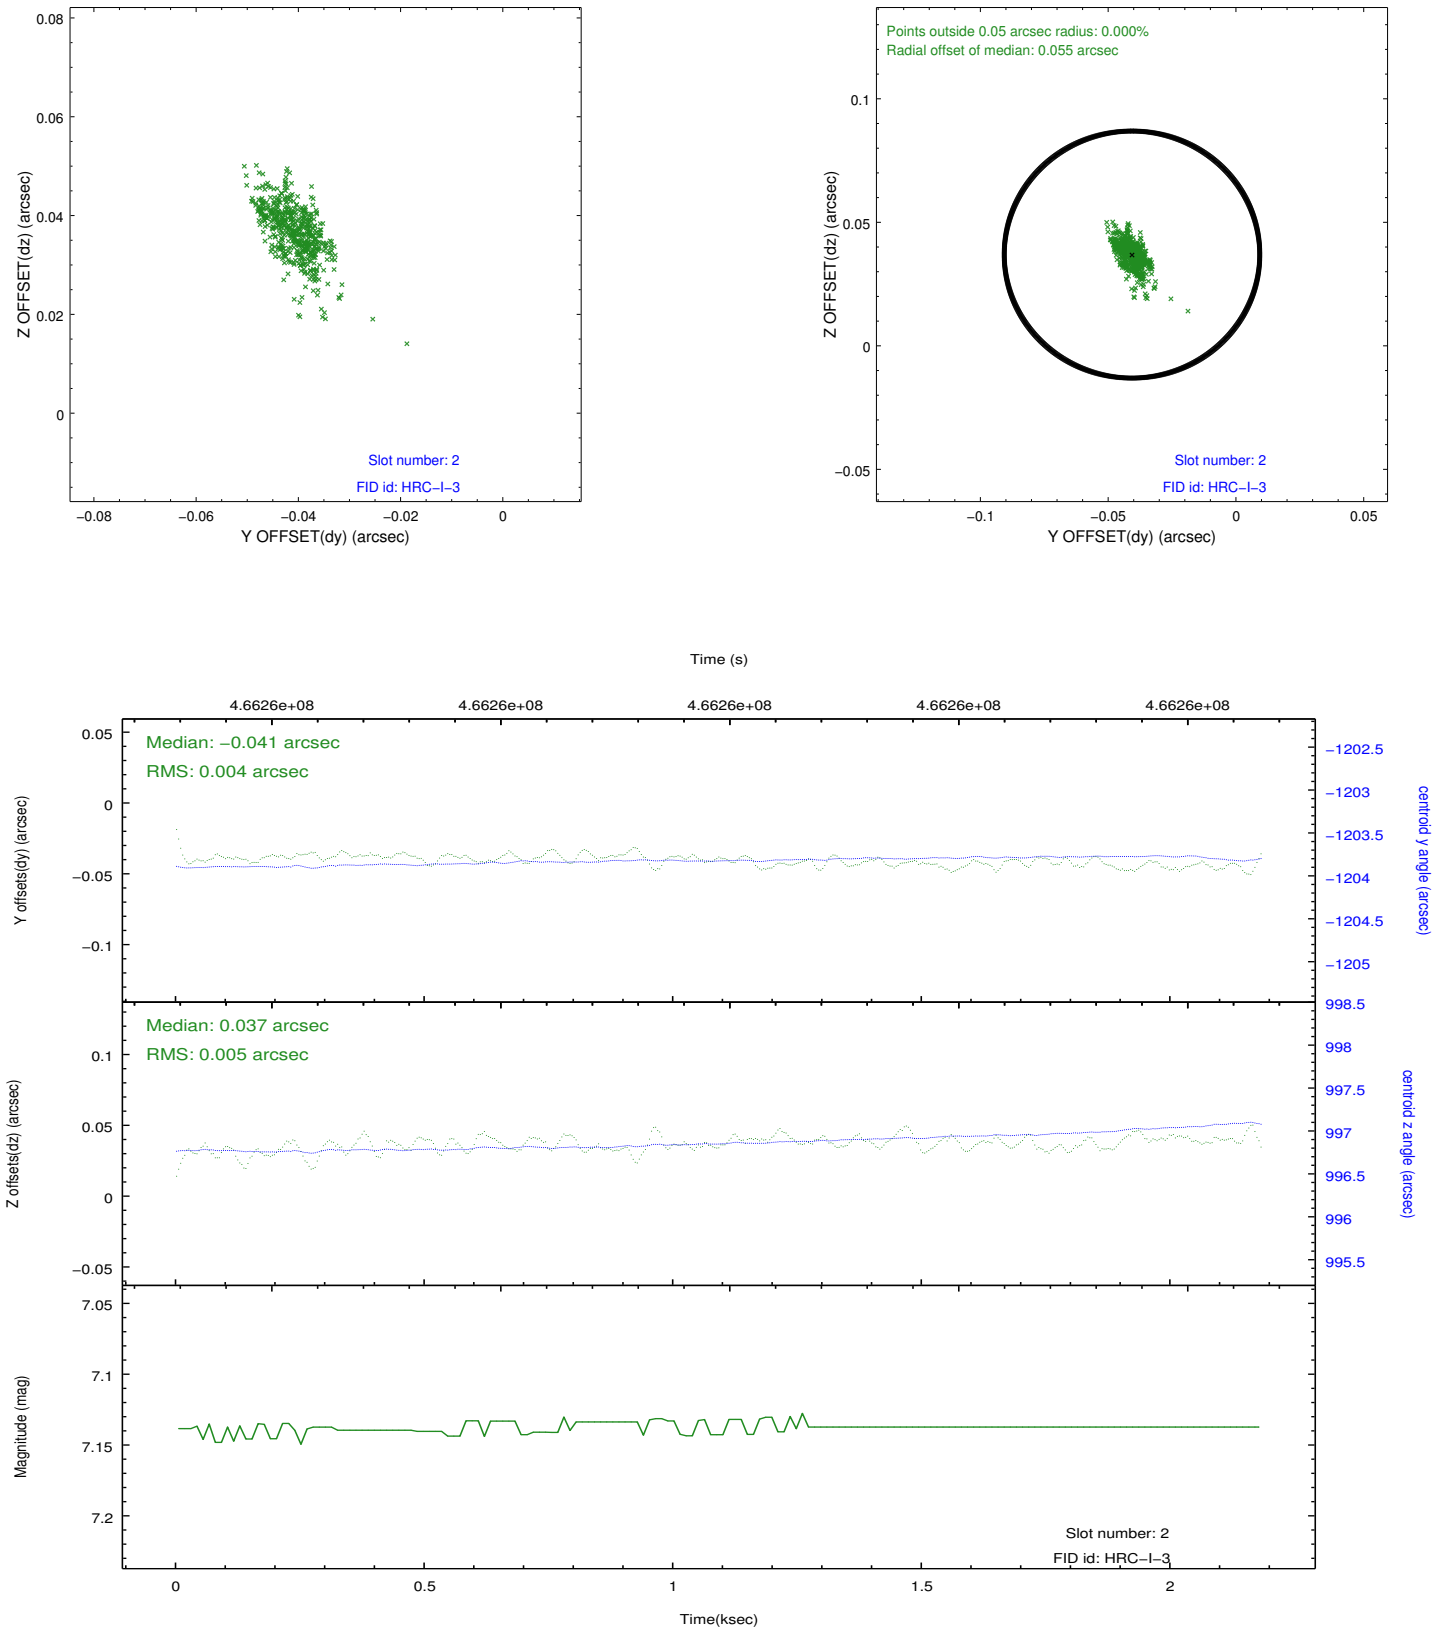 0.08
0.06
0.04
0.02
0
Z OFFSET(dz) (arcsec)
Slot number: 2
FID id: HRC−I−3
−0.08 −0.06 −0.04 −0.02 0
Y OFFSET(dy) (arcsec)
Points outside 0.05 arcsec radius: 0.000%
Radial offset of median: 0.055 arcsec
0.1
0.05
0
−0.05
Z OFFSET(dz) (arcsec)
Slot number: 2
FID id: HRC−I−3
−0.1 −0.05 0 0.05
Y OFFSET(dy) (arcsec)
Time (s)
4.6626e+08 4.6626e+08 4.6626e+08 4.6626e+08 4.6626e+08
Median: −0.041 arcsec
RMS: 0.004 arcsec
0.05
0
−0.05
−0.1
Y offsets(dy) (arcsec)
−1202.5
−1203
−1203.5
−1204
−1204.5
−1205
centroid y angle (arcsec)
Median: 0.037 arcsec
RMS: 0.005 arcsec
0.1
0.05
0
−0.05
Z offsets(dz) (arcsec)
998.5
998
997.5
997
996.5
996
995.5
centroid z angle (arcsec)
7.05
7.1
7.15
7.2
Magnitude (mag)
Slot number: 2
FID id: HRC−I−3
0 0.5 1 1.5 2
Time(ksec)